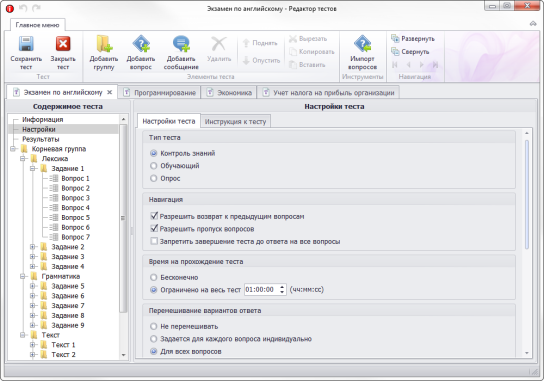 Экзамен по английскому - Редактор тестов
Главное меню
Сохранить тест
Закрыть тест
Добавить группу
Добавить вопрос
Добавить сообщение
Удалить
Поднять
Опустить
Вырезать
Копировать
Вставить
Импорт вопросов
Развернуть
Свернуть
Тест
Элементы теста
Инструменты
Навигация
Экзамен по английскому
Программирование
Экономика
Учет налога на прибыль организации
Содержимое теста
Информация
Настройки
Результаты
Корневая группа
Лексика
Задание 1
Вопрос 1
Вопрос 2
Вопрос 3
Вопрос 4
Вопрос 5
Вопрос 6
Вопрос 7
Задание 2
Задание 3
Задание 4
Грамматика
Задание 5
Задание 6
Задание 7
Задание 8
Задание 9
Текст
Текст 1
Текст 2
Настройки теста
Настройки теста
Инструкция к тесту
Тип теста
Контроль знаний
Обучающий
Опрос
Навигация
Разрешить возврат к предыдущим вопросам
Разрешить пропуск вопросов
Запретить завершение теста до ответа на все вопросы
Время на прохождение теста
Бесконечно
Ограничено на весь тест 01:00:00 (чч:мм:сс)
Перемешивание вариантов ответа
Не перемешивать
Задается для каждого вопроса индивидуально
Для всех вопросов